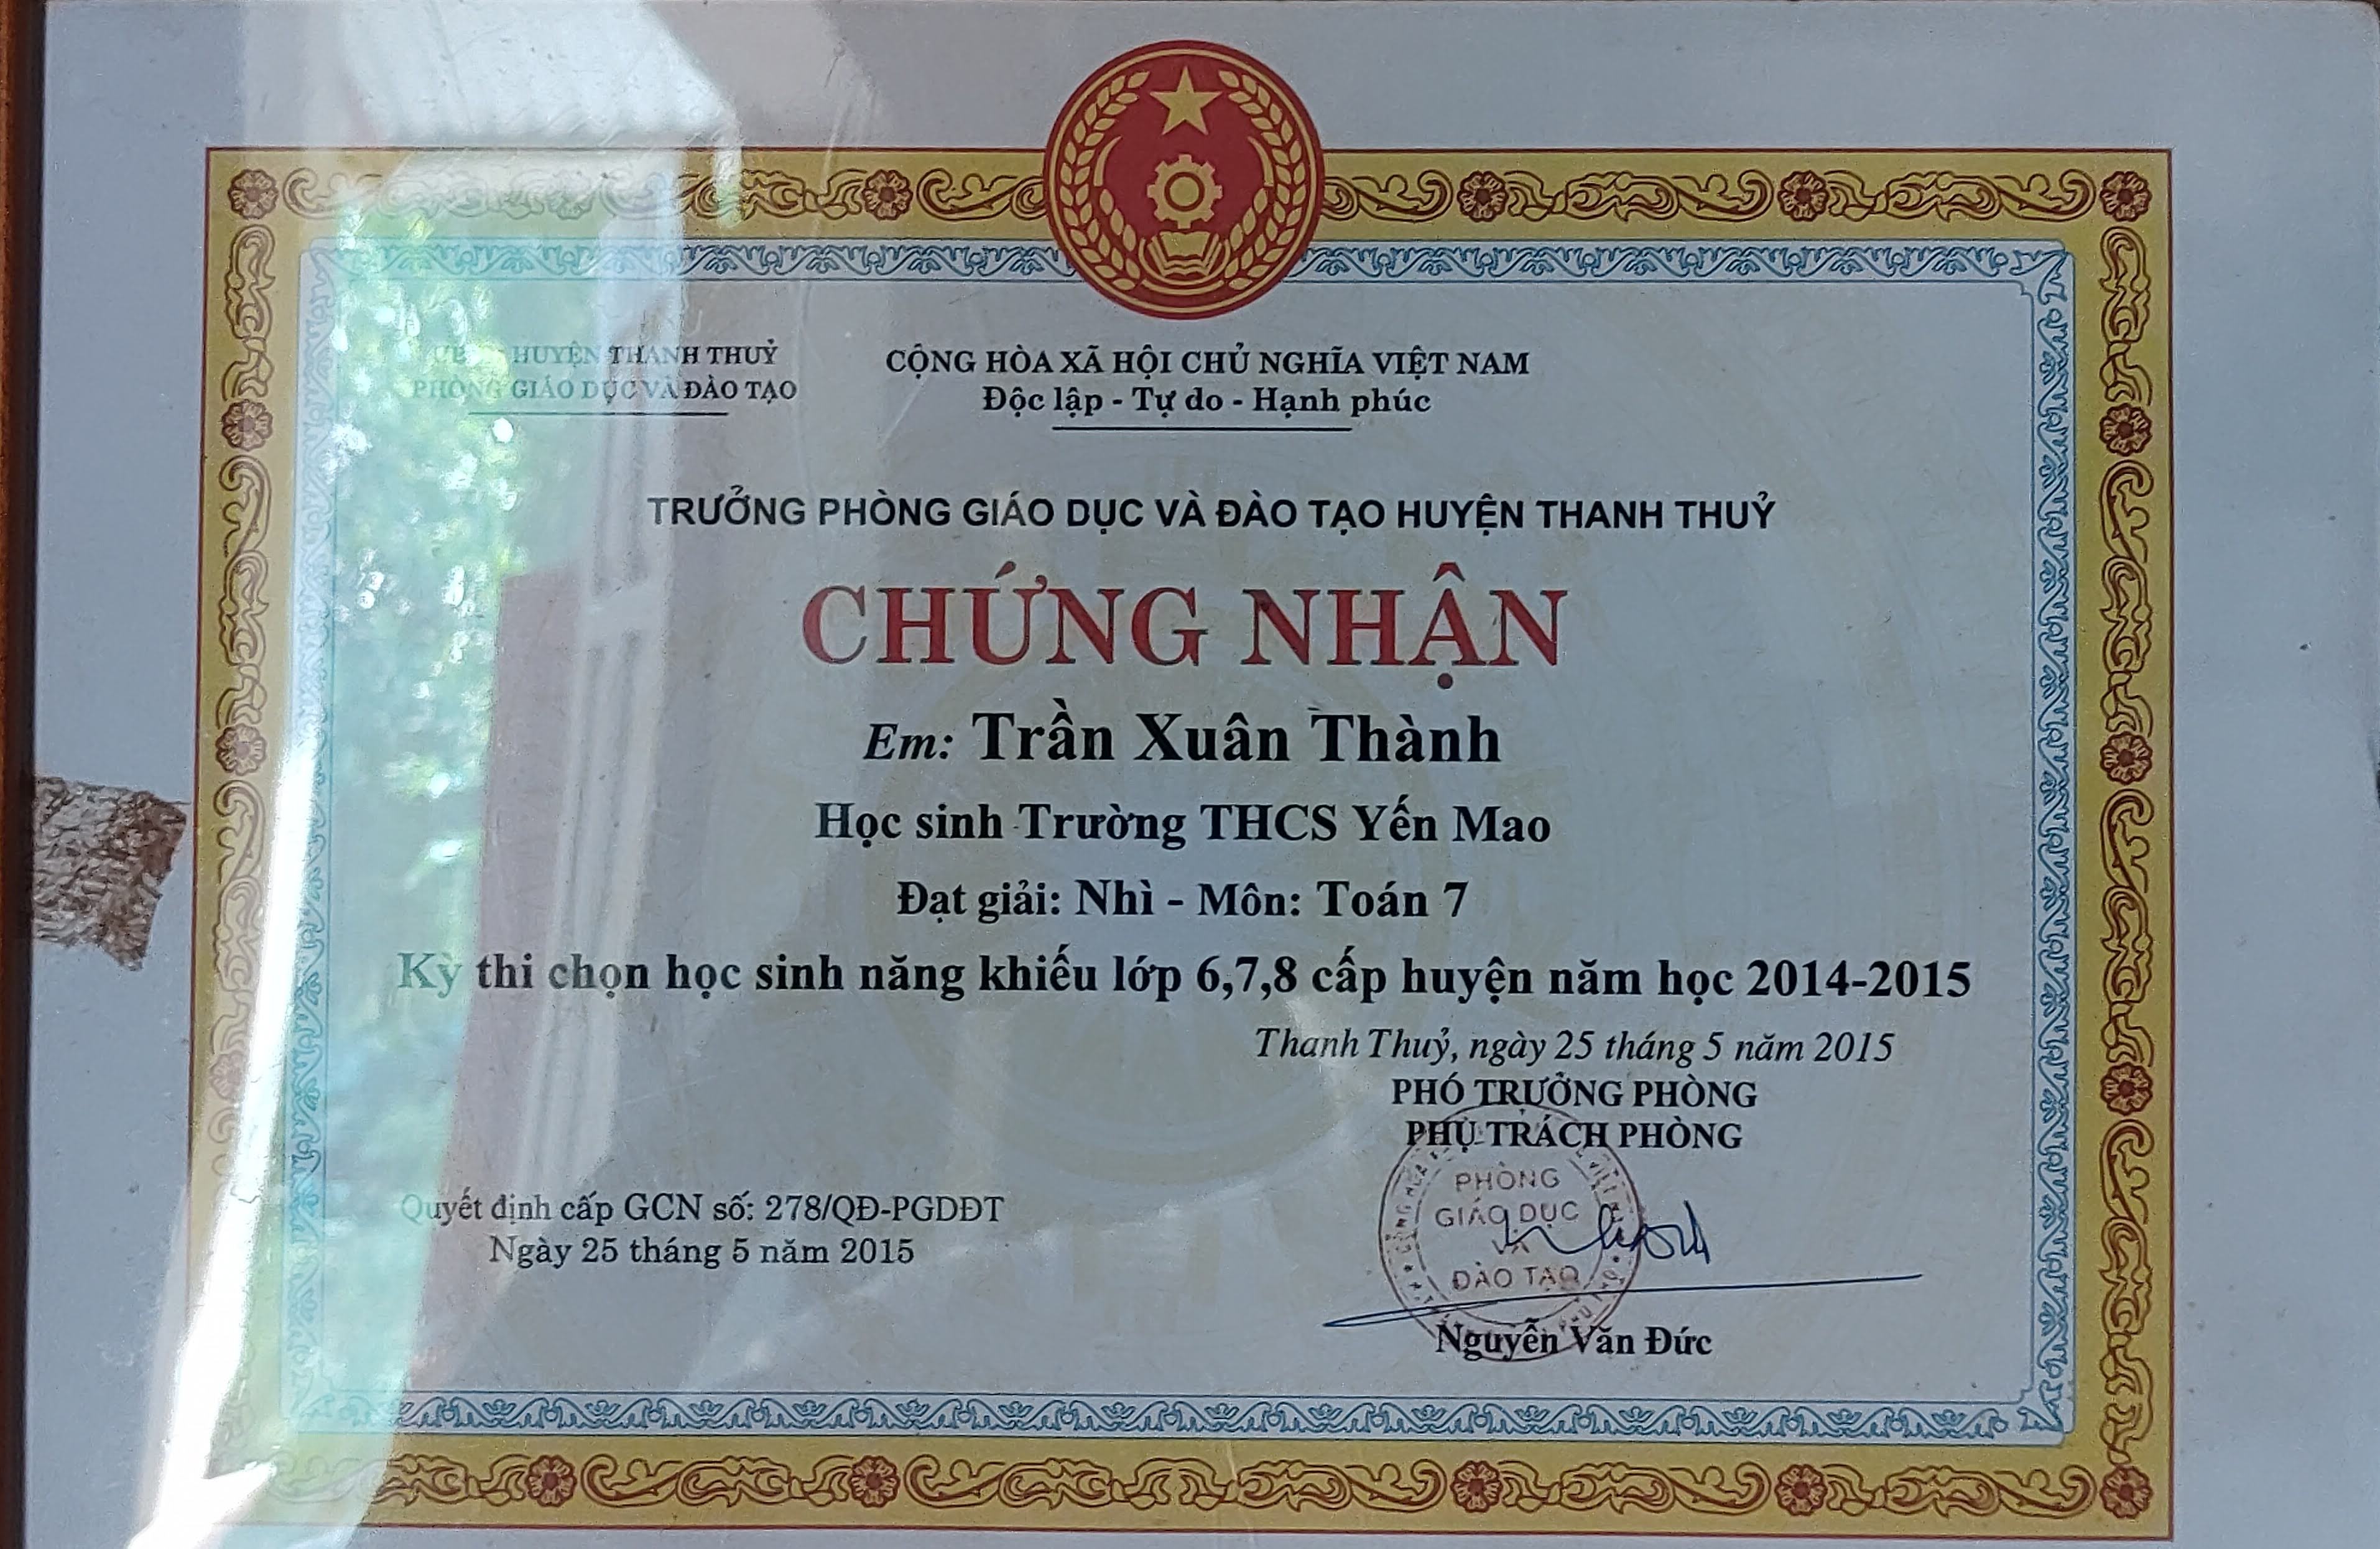 HUYỆN THANH THUỶ
PHÒNG GIÁO DỤC VÀ ĐÀO TẠO
CỘNG HÒA XÃ HỘI CHỦ NGHĨA VIỆT NAM
Độc lập - Tự do - Hạnh phúc
TRƯỞNG PHÒNG GIÁO DỤC VÀ ĐÀO TẠO HUYỆN THANH THUỶ
CHỨNG NHẬN
Em: Trần Xuân Thành
Học sinh Trường THCS Yến Mao
Đạt giải: Nhì - Môn: Toán 7
Kỳ thi chọn học sinh năng khiếu lớp 6,7,8 cấp huyện năm học 2014-2015
Thanh Thuỷ, ngày 25 tháng 5 năm 2015
PHÓ TRƯỞNG PHÒNG
PHỤ TRÁCH PHÒNG
PHÒNG
GIÁO DỤC
VÀ
ĐÀO TẠO
Nguyễn Văn Đức
Quyết định cấp GCN số: 278/QĐ-PGDĐT
Ngày 25 tháng 5 năm 2015